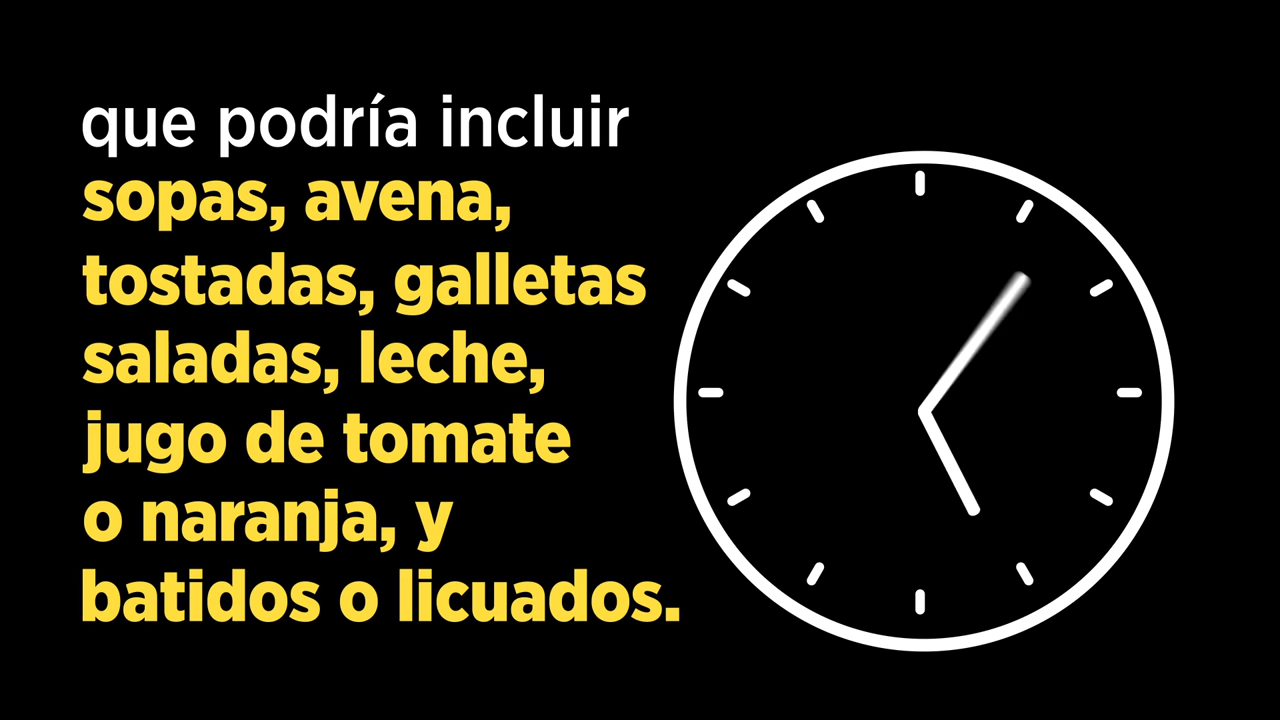 que podría incluir
sopas, avena,
tostadas, galletas
saladas, leche,
jugo de tomate
o naranja, y
batidos o licuados.